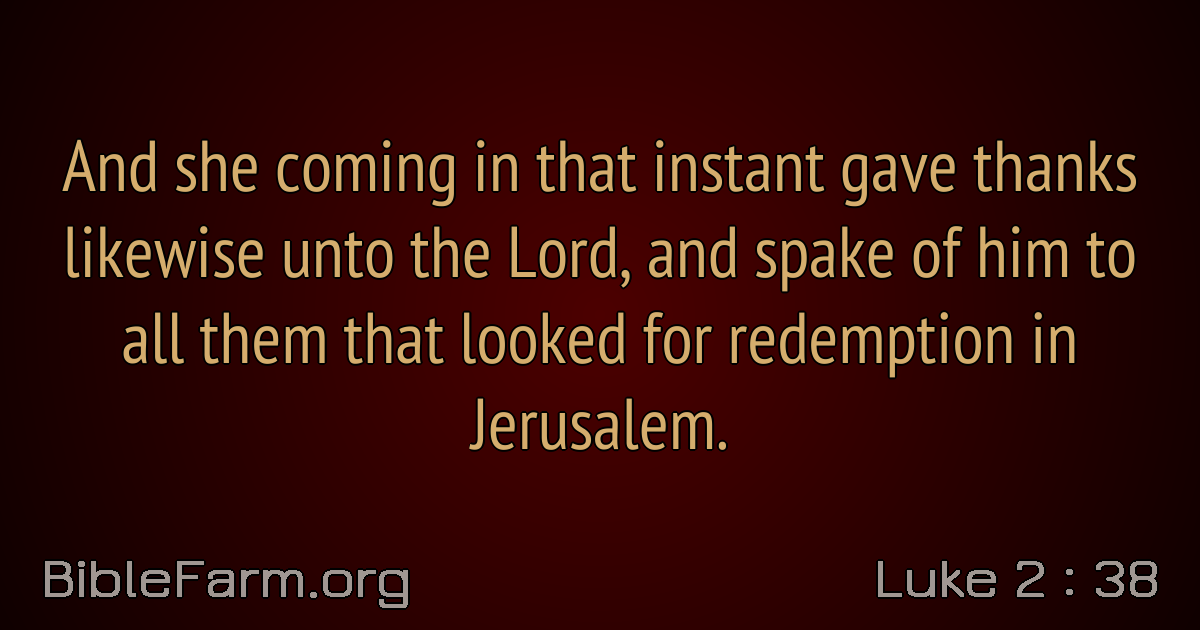 And she coming in that instant gave thanks
likewise unto the Lord, and spake of him to
all them that looked for redemption in
Jerusalem.
BibleFarm.org
Luke 2 : 38